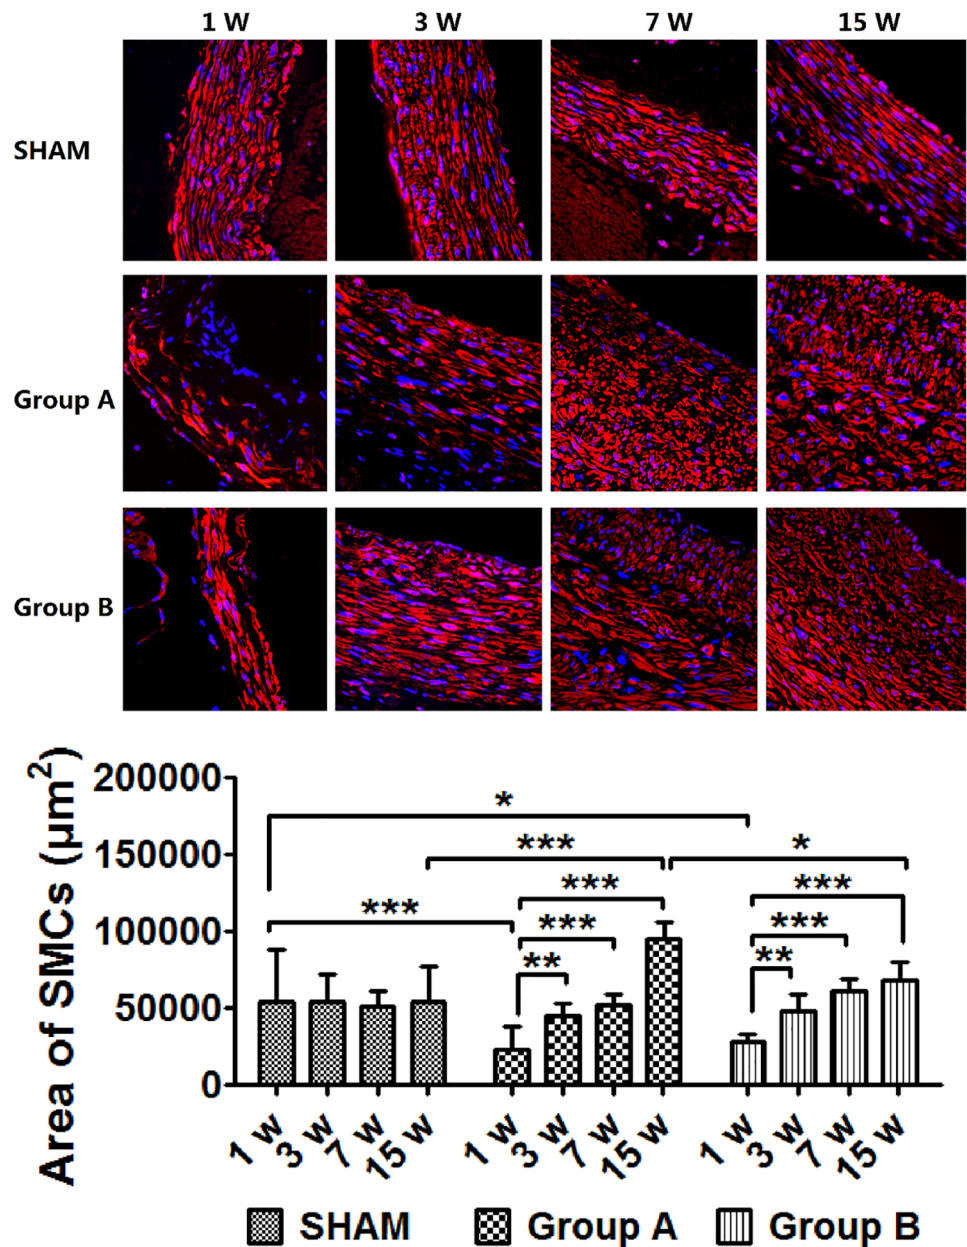 1 W 3 W 7 W 15 W
SHAM
Group A
Group B
Area of SMCs (µm²)
200000
150000
100000
50000
0
*
*** *
*** ***
*** *** ***
** **
1 w 3 w 7 w 15 w 1 w 3 w 7 w 15 w 1 w 3 w 7 w 15 w
SHAM Group A Group B